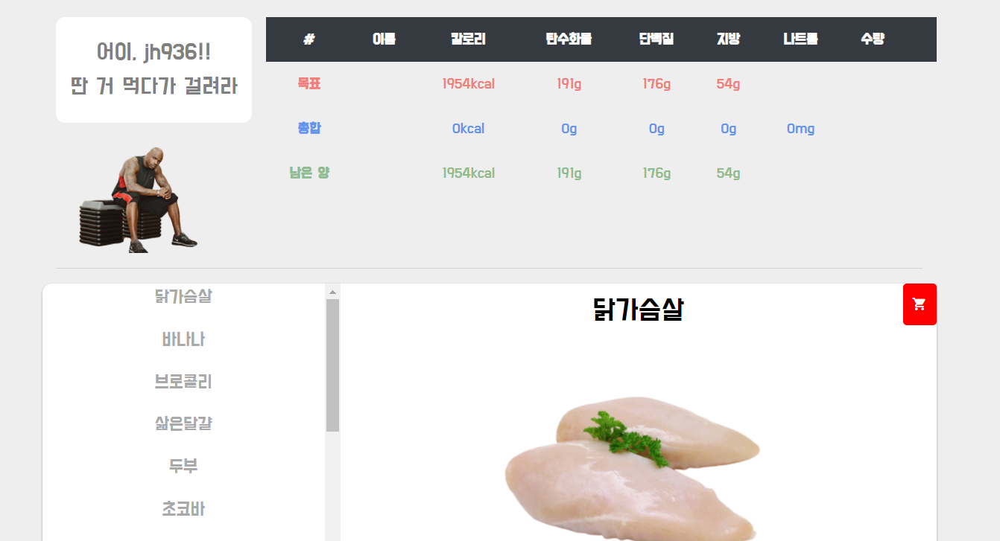 어이, jh936!!
딴 거 먹다가 걸려라
# 이름 칼로리 탄수화물 단백질 지방 나트륨 수량
목표 1954kcal 191g 176g 54g
총합 0kcal 0g 0g 0g 0mg
남은 양 1954kcal 191g 176g 54g
닭가슴살
바나나
브로콜리
삶은달걀
두부
초코바
닭가슴살